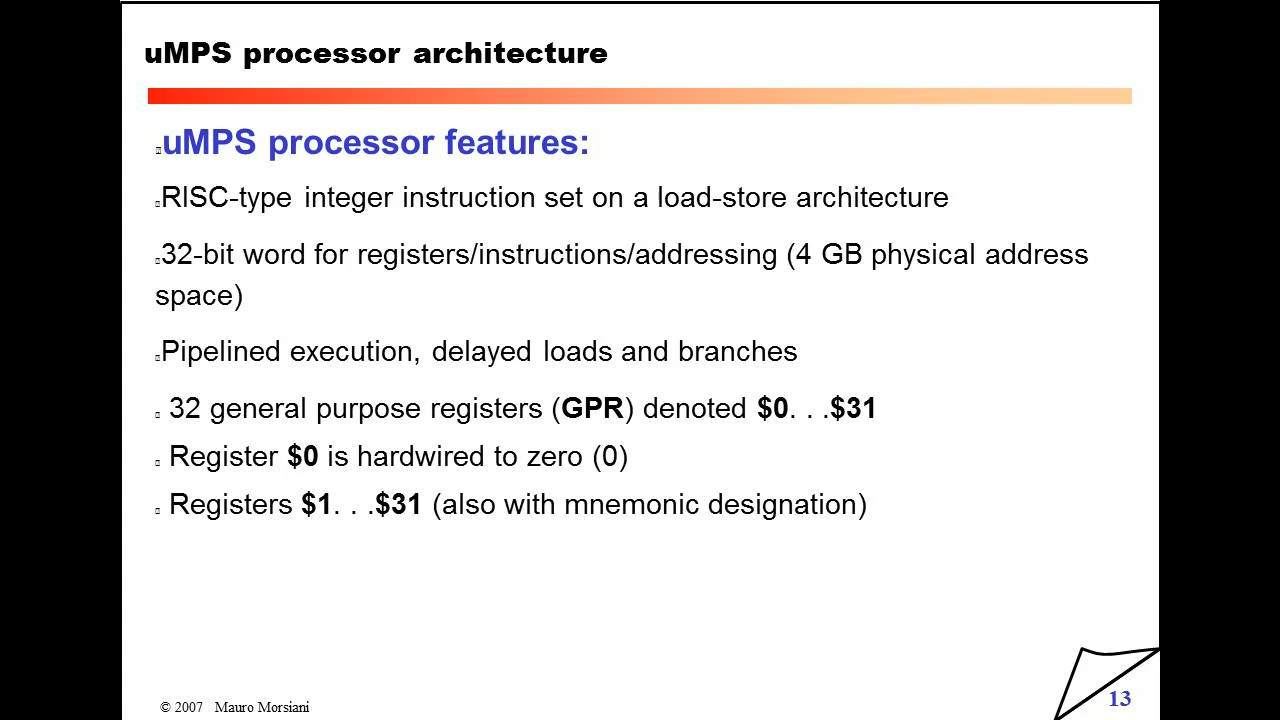 uMPS processor architecture
uMPS processor features:
RISC-type integer instruction set on a load-store architecture
32-bit word for registers/instructions/addressing (4 GB physical address
space)
Pipelined execution, delayed loads and branches
32 general purpose registers (GPR) denoted $0. . .$31
Register $0 is hardwired to zero (0)
Registers $1. . .$31 (also with mnemonic designation)
© 2007 Mauro Morsiani
13